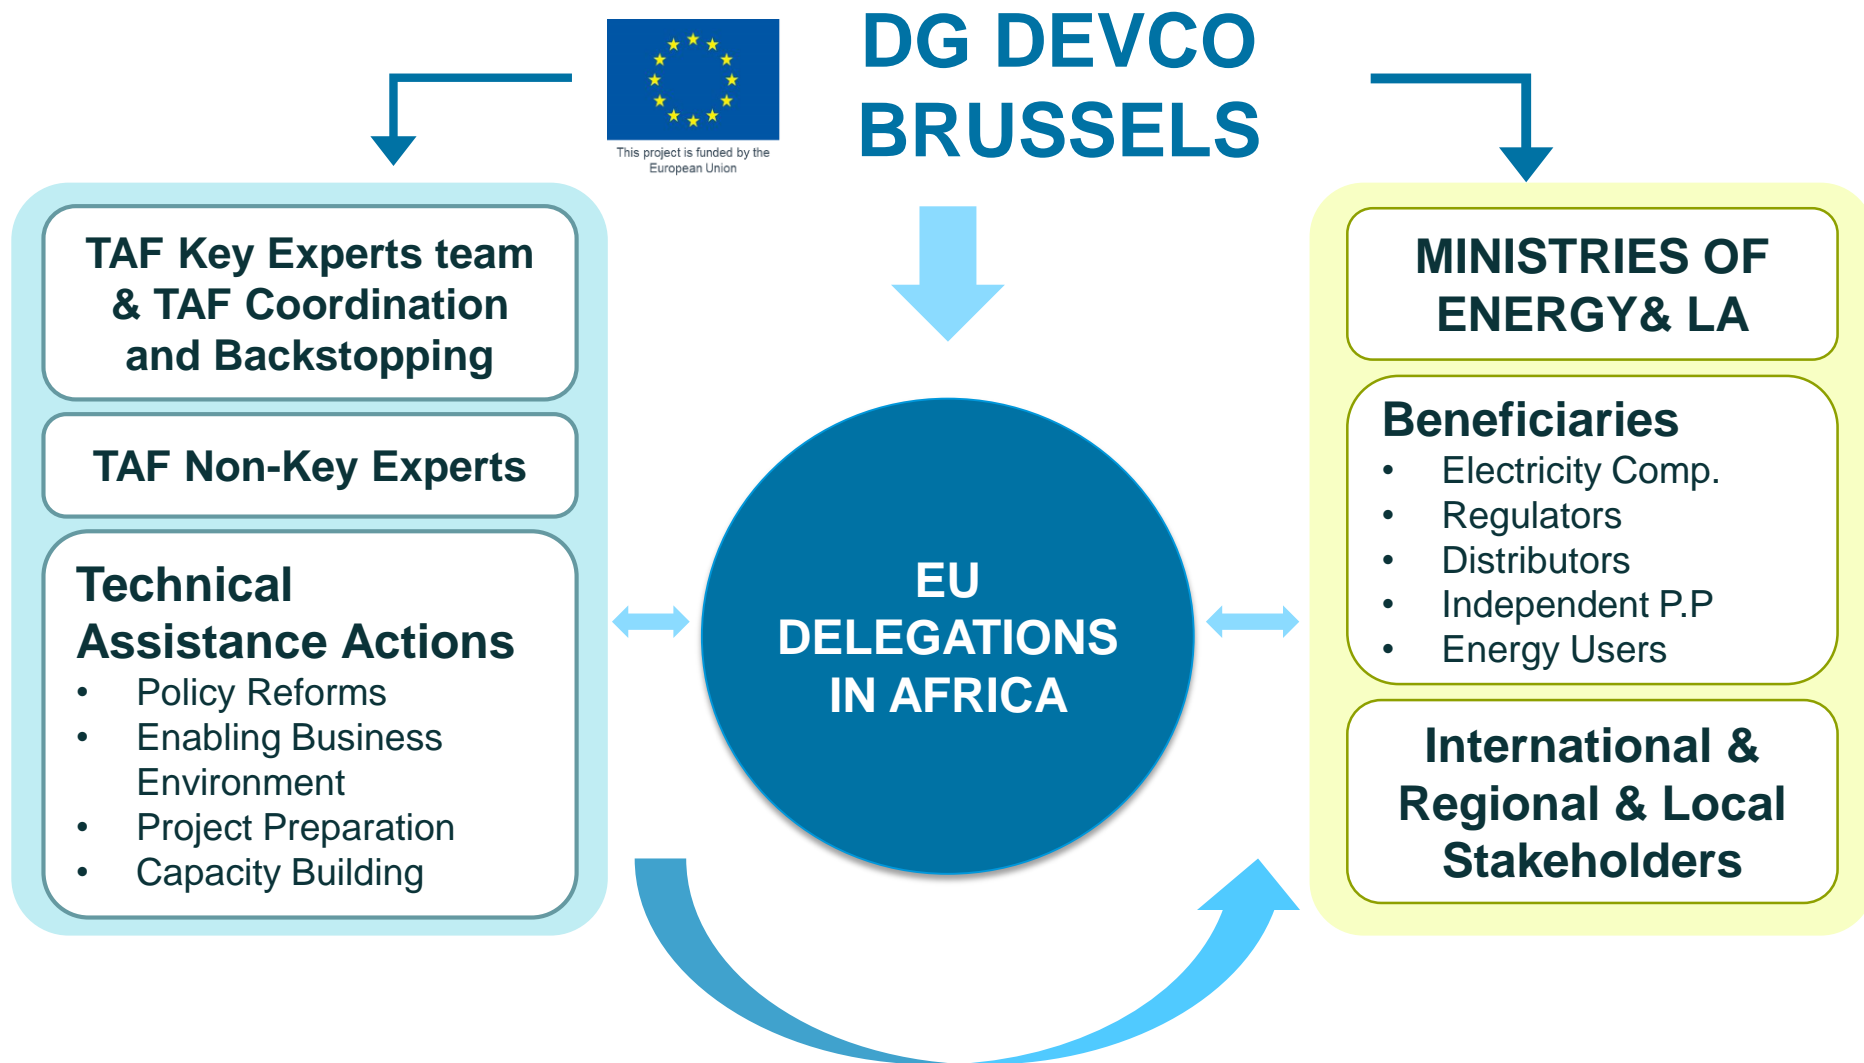 DG DEVCO
BRUSSELS
This project is funded by the
European Union
TAF Key Experts team
& TAF Coordination
and Backstopping
TAF Non-Key Experts
Technical
Assistance Actions
• Policy Reforms
• Enabling Business
Environment
• Project Preparation
• Capacity Building
EU
DELEGATIONS
IN AFRICA
MINISTRIES OF
ENERGY& LA
Beneficiaries
• Electricity Comp.
• Regulators
• Distributors
• Independent P.P
• Energy Users
International &
Regional & Local
Stakeholders